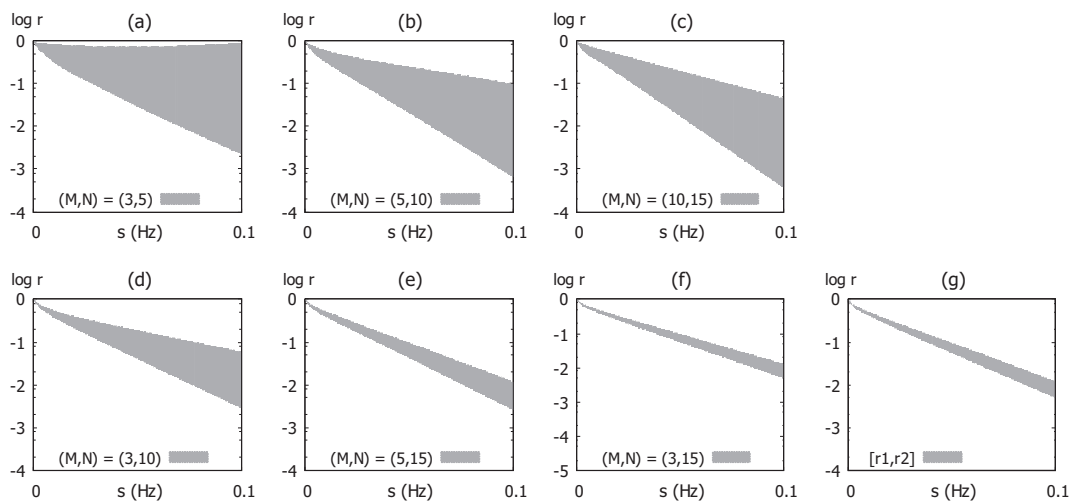 (a) (b) (c)
log r log r log r
0 0 0
-1 -1 -1
-2 -2 -2
-3 -3 -3
(M,N) = (3,5) (M,N) = (5,10) (M,N) = (10,15)
-4 -4 -4
0 0.1 0 0.1 0 0.1
s (Hz) s (Hz) s (Hz)
(d) (e) (f) (g)
log r log r log r log r
0 0 0 0
-1 -1 -1 -1
-2 -2 -2 -2
-3 -3 -3 -3
(M,N) = (3,10) (M,N) = (5,15) -4 (M,N) = (3,15) [r1,r2]
-4 -4 -5 -4
0 0.1 0 0.1 0 0.1 0 0.1
s (Hz) s (Hz) s (Hz) s (Hz)